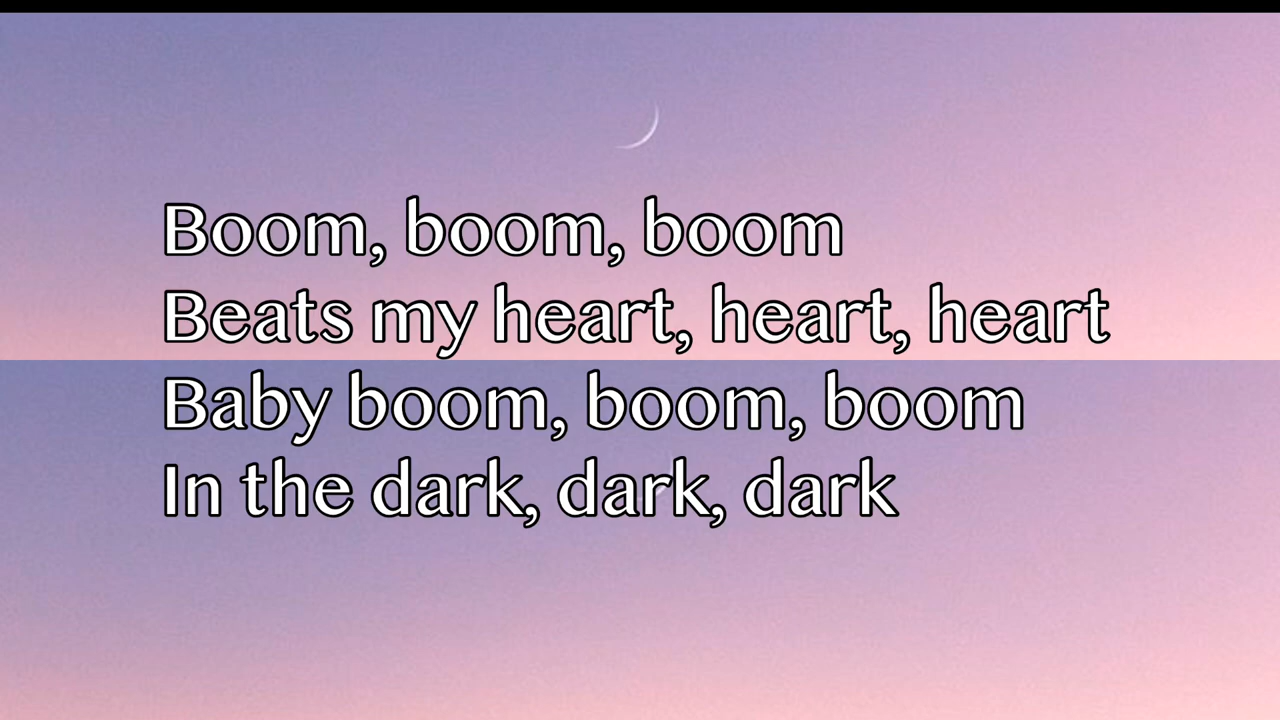 Boom, boom, boom
Beats my heart, heart, heart
Baby boom, boom, boom
In the dark, dark, dark